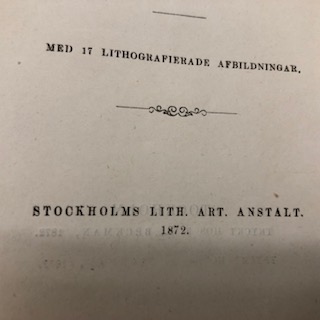 MED 17 LITHOGRAFIERADE AFBILDNINGAR.
STOCKHOLMS LITH. ART. ANSTALT.
1872.